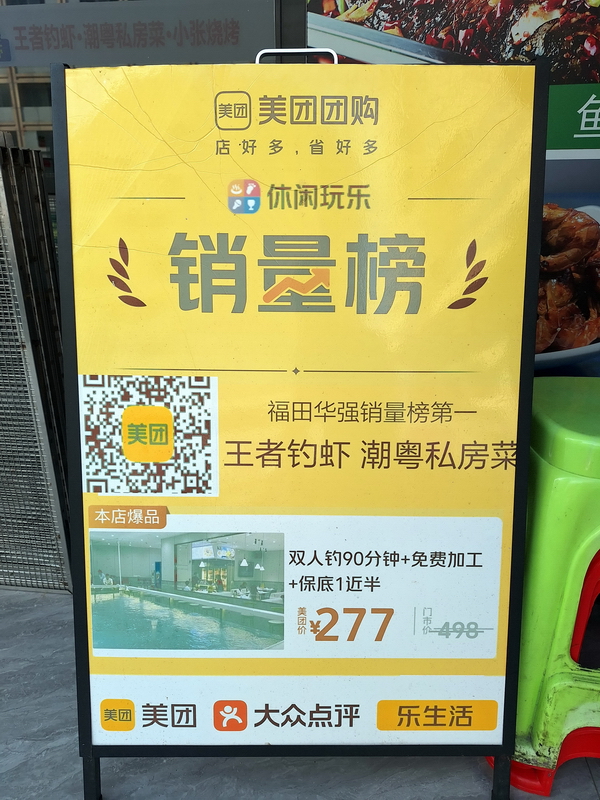 王者钓虾·潮粤私房菜·小张烧烤
美团 美团团购
店好多,省好多
休闲玩乐
销量榜
美团
福田华强销量榜第一
王者钓虾 潮粤私房菜
本店爆品
双人钓90分钟+免费加工
+保底1近半
美团价 ¥277 门市价 498
美团 美团 大众点评 乐生活
鱼